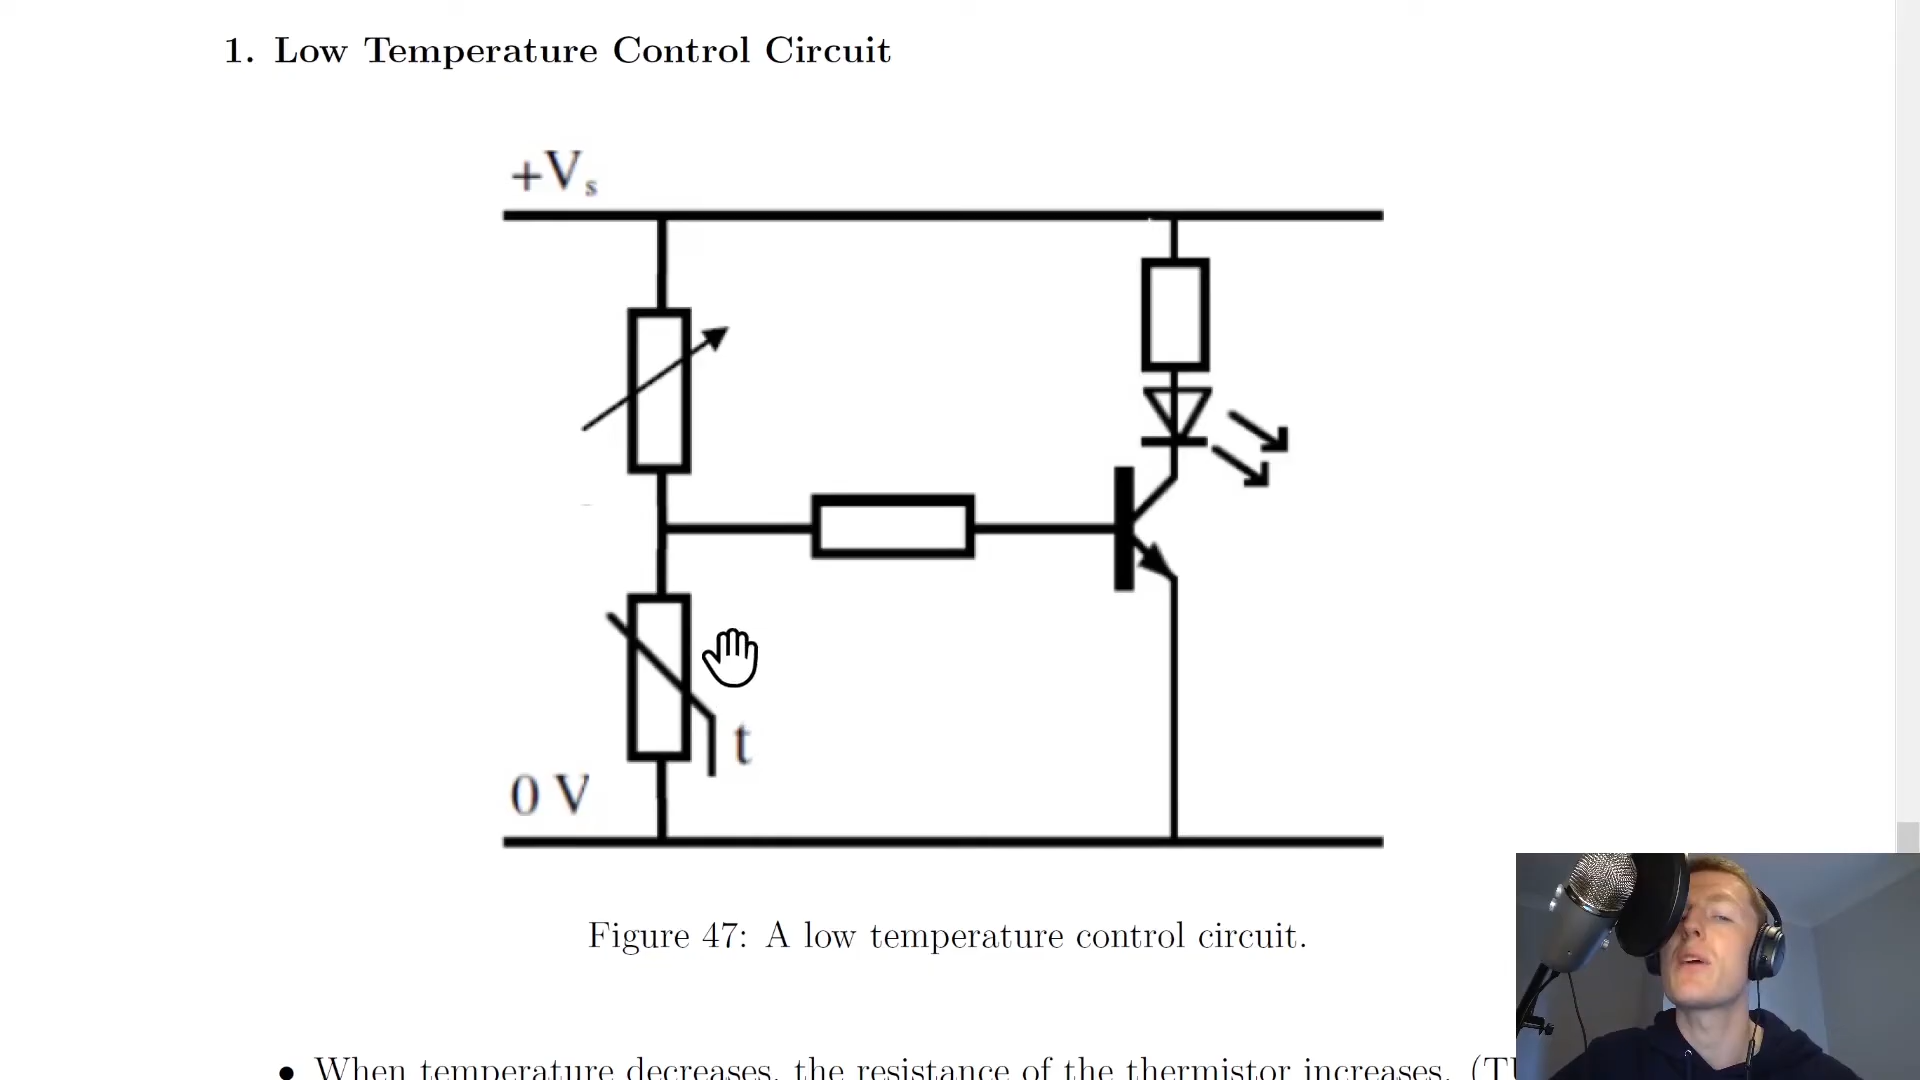 1. Low Temperature Control Circuit
+Vs
t
0 V
Figure 47: A low temperature control circuit.
• When temperature decreases, the resistance of the thermistor increases.